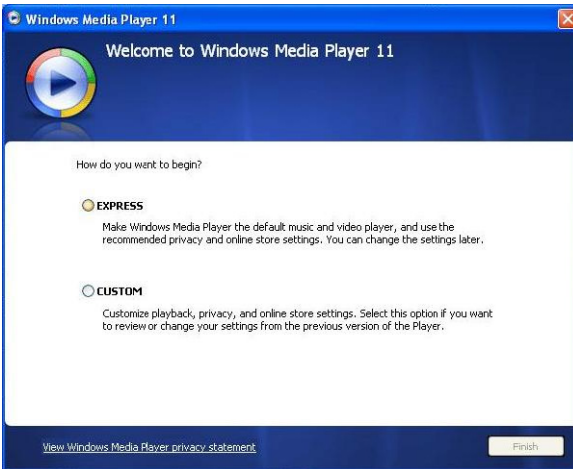 Windows Media Player 11
Welcome to Windows Media Player 11
How do you want to begin?
EXPRESS
Make Windows Media Player the default music and video player, and use the
recommended privacy and online store settings. You can change the settings later.
CUSTOM
Customize playback, privacy, and online store settings. Select this option if you want
to review or change your settings from the previous version of the Player.
View Windows Media Player privacy statement
Finish